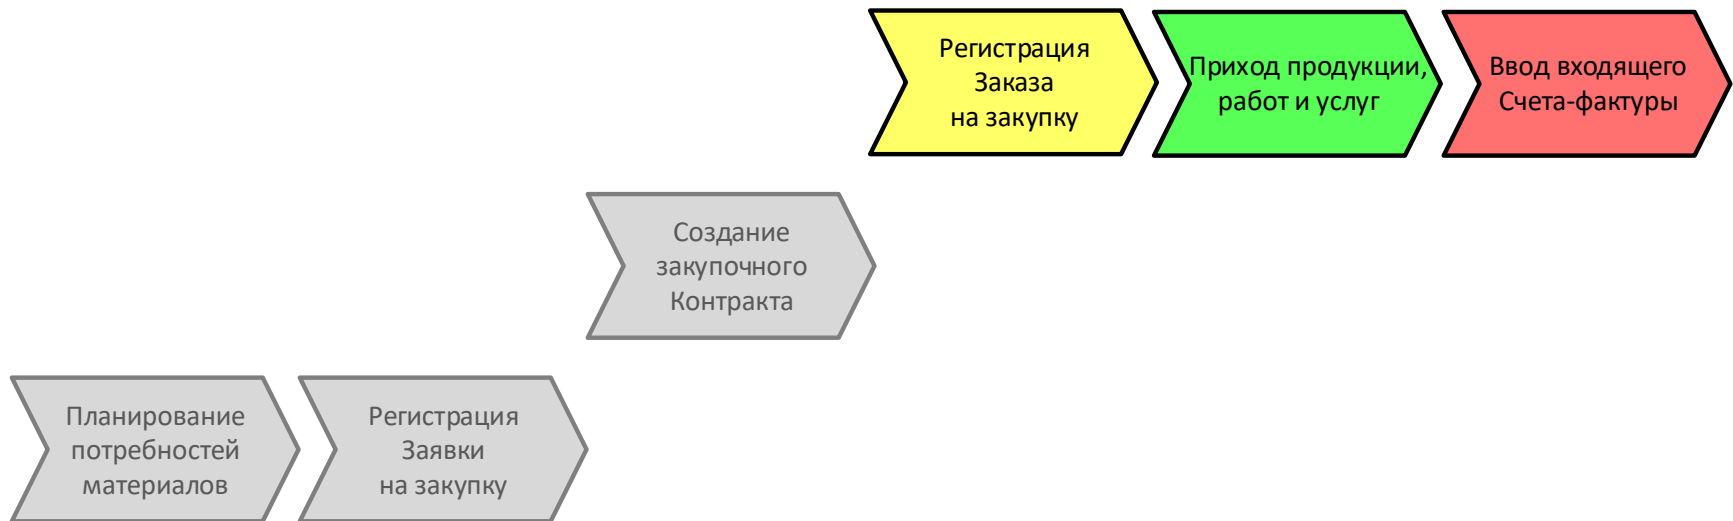 Регистрация
Заказа
на закупку
Приход продукции,
работ и услуг
Ввод входящего
Счета-фактуры
Создание
закупочного
Контракта
Планирование
потребностей
материалов
Регистрация
Заявки
на закупку